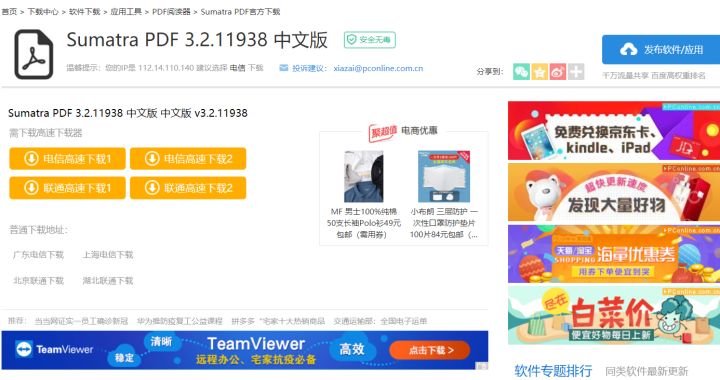 首页 > 下载中心 > 软件下载 > 应用工具 > PDF阅读器 > Sumatra PDF官方下载
Sumatra PDF 3.2.11938 中文版
安全无毒
温馨提示：您的IP是 112.14.110.140 建议选择 电信 下载
投诉建议： xiazai@pconline.com.cn
分享到：
发布软件/应用
千万流量共享 百度高权重排名
Sumatra PDF 3.2.11938 中文版 中文版 v3.2.11938
需下载高速下载器
电信高速下载1
电信高速下载2
联通高速下载1
联通高速下载2
普通下载地址：
广东电信下载
上海电信下载
北京联通下载
湖北联通下载
聚超值 电商优惠
MF 男士100%纯棉
50支长袖Polo衫49元
包邮（需用券）
小布朗 三层防护 一
次性口罩防护垫片
100片84元包邮（...
PConline.com.cn
免费兑换京东卡、
kindle、iPad
JD
PConline.com.cn
超快更新速度
发现大量好物
PConline.com.cn
天猫/淘宝
SHOPPING
海量优惠券
用券下单便宜到哭
PConline.com.cn
尽在
白菜价
便宜好物每日上新
推荐：
当当网证实一员工确诊新冠
华为推防疫复工公益课程
拼多多“宅家十大热销商品
交通运输部：全国电子运单
TeamViewer
稳定
清晰
TeamViewer
远程办公、宅家抗疫必备
高效
点击下载 >
软件专题排行
同类软件最新更新